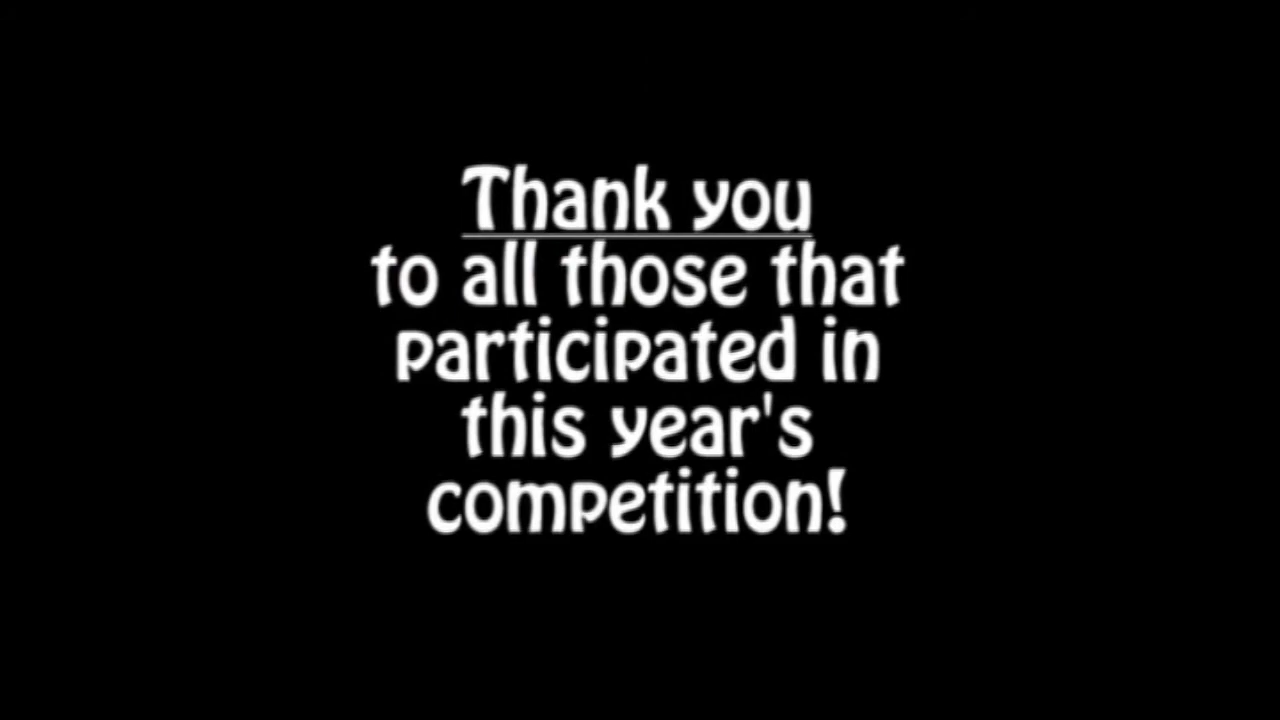 Thank you
to all those that
participated in
this year's
competition!